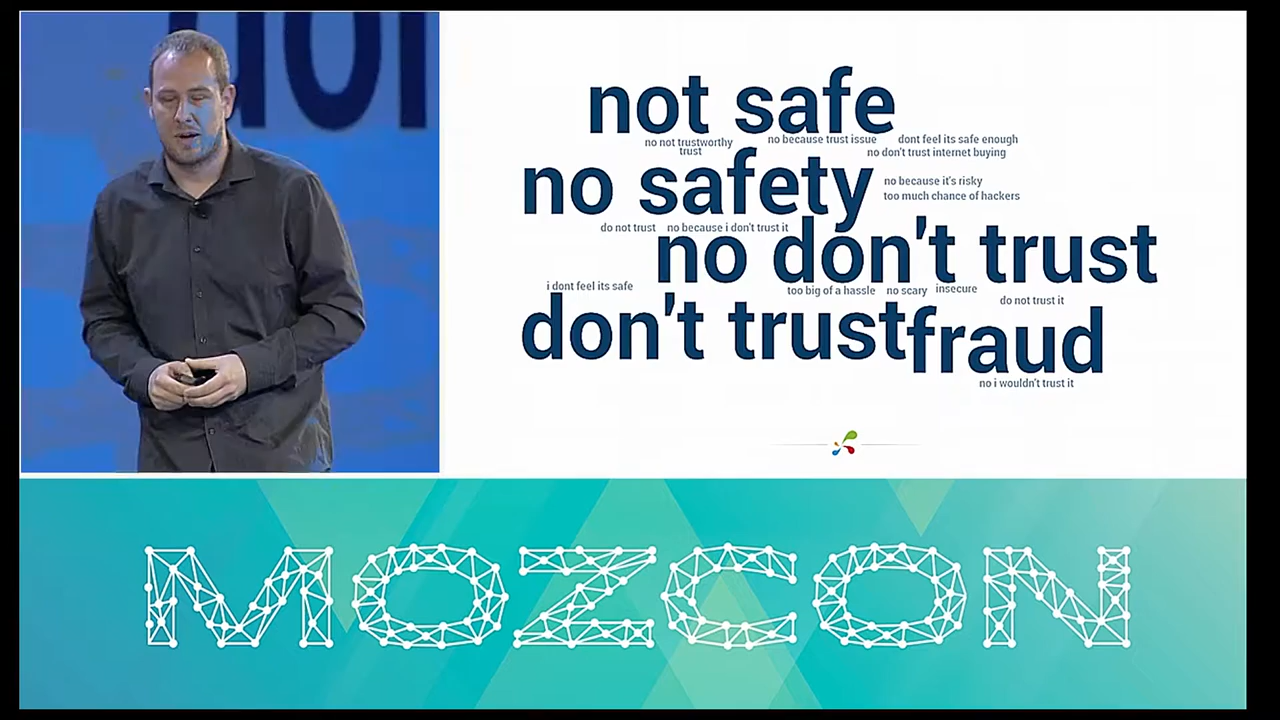 not safe
no not trustworthy
no because trust issue
dont feel its safe enough
trust
no don't trust internet buying
no safety
no because it's risky
too much chance of hackers
do not trust
no because i don't trust it
no don't trust
i dont feel its safe
too big of a hassle
no scary
insecure
do not trust it
don't trust
fraud
no i wouldn't trust it
MOZCON